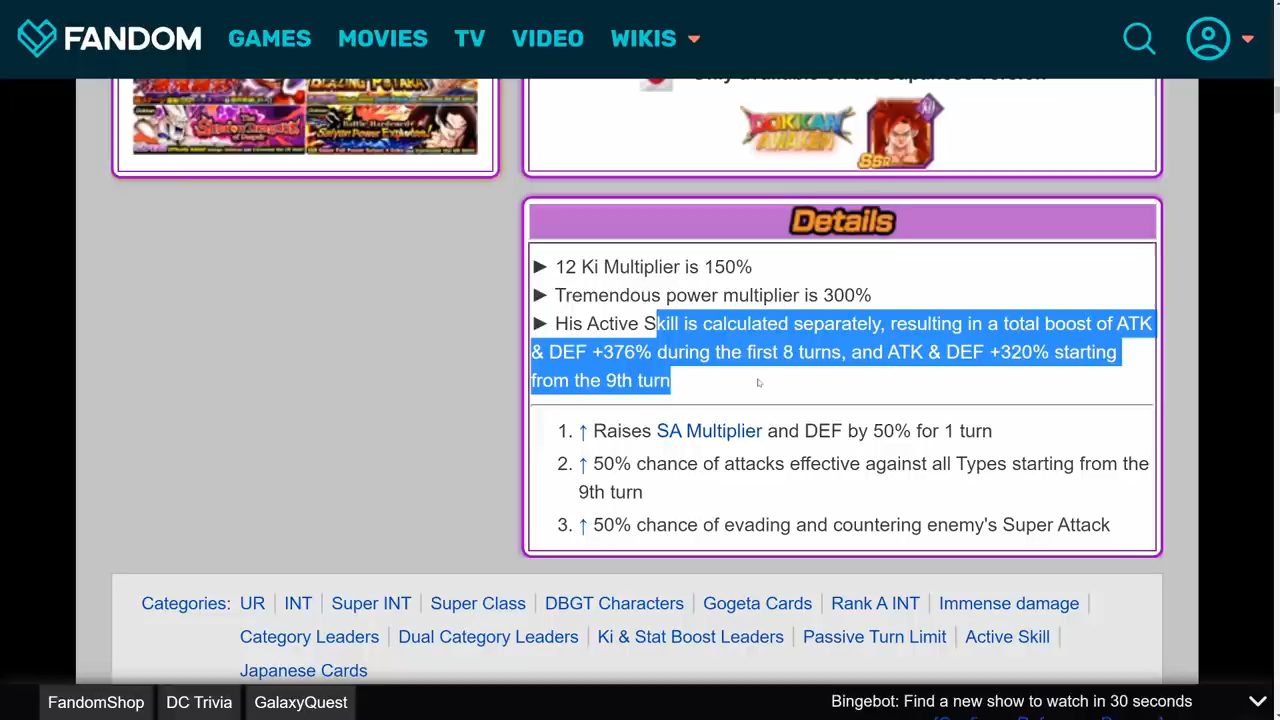 FANDOM GAMES MOVIES TV VIDEO WIKIS
DOKKAN
AWAKEN
SSR
Details
► 12 Ki Multiplier is 150%
► Tremendous power multiplier is 300%
► His Active Skill is calculated separately, resulting in a total boost of ATK
& DEF +376% during the first 8 turns, and ATK & DEF +320% starting
from the 9th turn
1. ↑ Raises SA Multiplier and DEF by 50% for 1 turn
2. ↑ 50% chance of attacks effective against all Types starting from the
9th turn
3. ↑ 50% chance of evading and countering enemy's Super Attack
Categories: UR | INT | Super INT | Super Class | DBGT Characters | Gogeta Cards | Rank A INT | Immense damage |
Category Leaders | Dual Category Leaders | Ki & Stat Boost Leaders | Passive Turn Limit | Active Skill |
Japanese Cards
FandomShop DC Trivia GalaxyQuest Bingebot: Find a new show to watch in 30 seconds